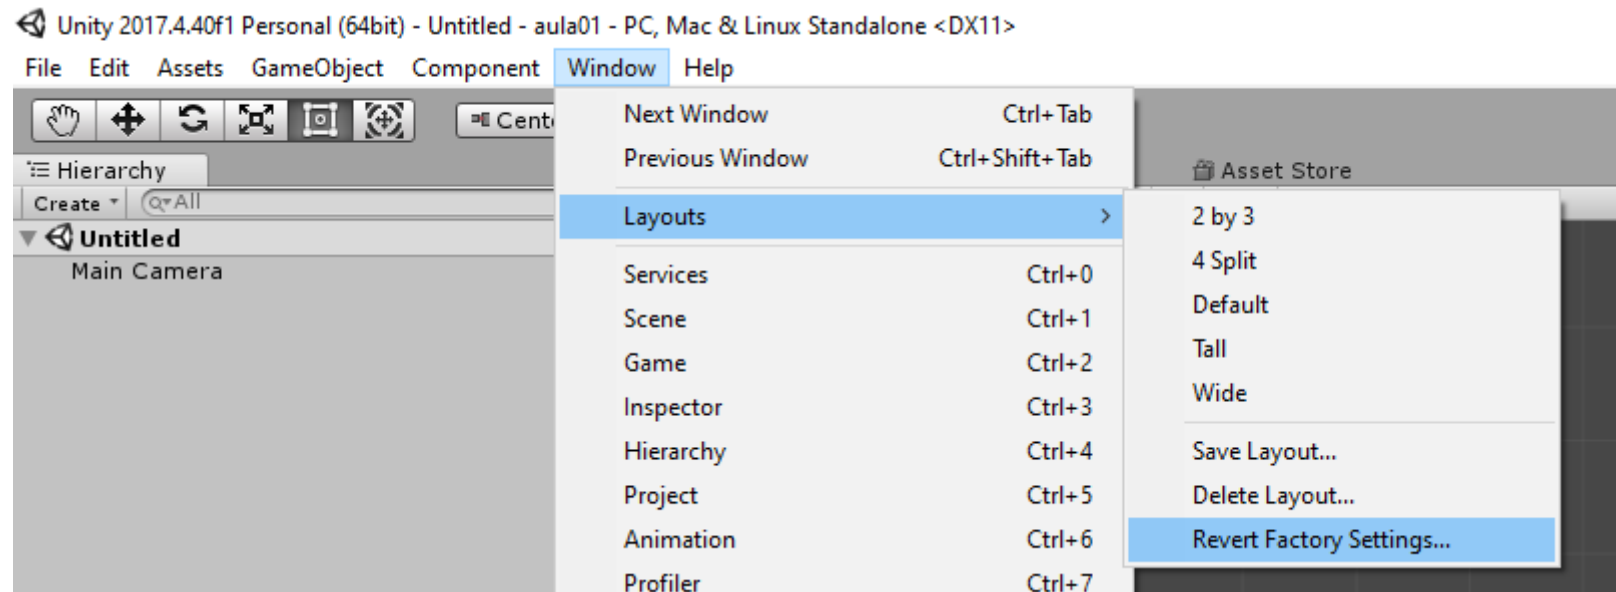 Unity 2017.4.40f1 Personal (64bit) - Untitled - aula01 - PC, Mac & Linux Standalone <DX11>
File Edit Assets GameObject Component Window Help
Next Window Ctrl+Tab
Previous Window Ctrl+Shift+Tab
Hierarchy
Asset Store
Create All
Layouts
2 by 3
Untitled
4 Split
Main Camera
Services Ctrl+0
Default
Scene Ctrl+1
Tall
Game Ctrl+2
Wide
Inspector Ctrl+3
Hierarchy Ctrl+4
Save Layout...
Project Ctrl+5
Delete Layout...
Animation Ctrl+6
Revert Factory Settings...
Profiler Ctrl+7